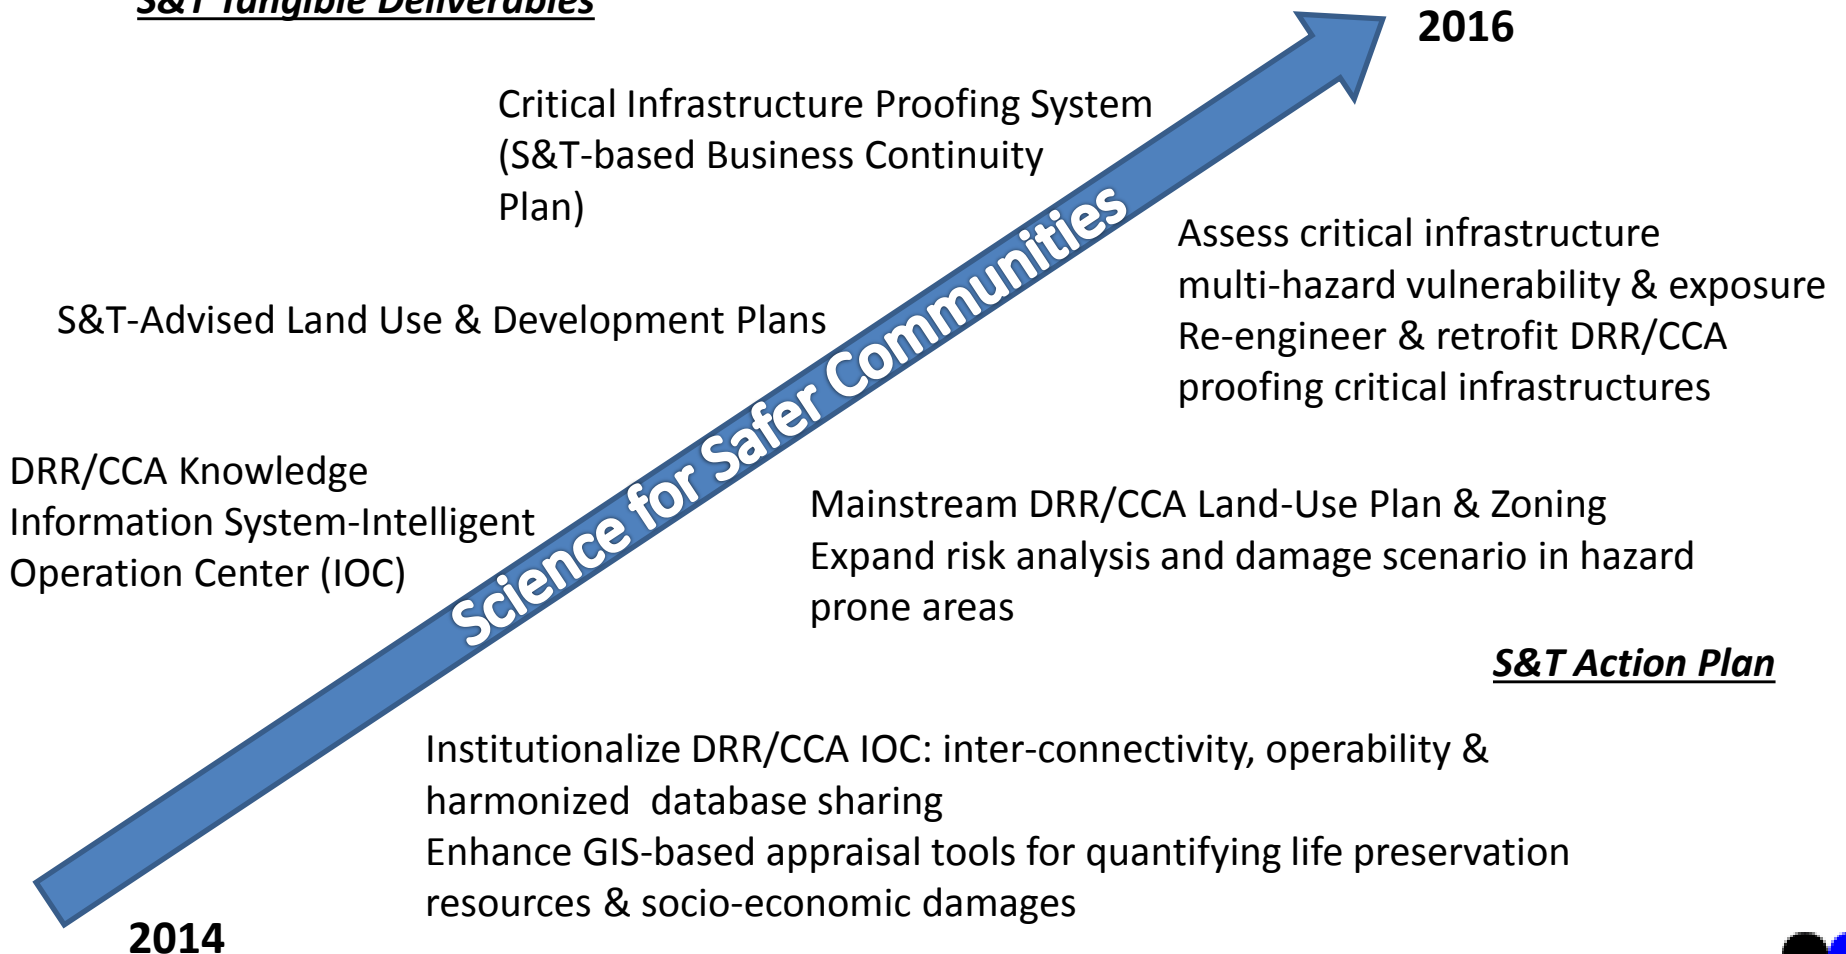 S&T Tangible Deliverables
2016
Critical Infrastructure Proofing System
(S&T-based Business Continuity
Plan)
Assess critical infrastructure
multi-hazard vulnerability & exposure
Re-engineer & retrofit DRR/CCA
proofing critical infrastructures
S&T-Advised Land Use & Development Plans
Science for Safer Communities
DRR/CCA Knowledge
Information System-Intelligent
Operation Center (IOC)
Mainstream DRR/CCA Land-Use Plan & Zoning
Expand risk analysis and damage scenario in hazard
prone areas
S&T Action Plan
Institutionalize DRR/CCA IOC: inter-connectivity, operability &
harmonized  database sharing
Enhance GIS-based appraisal tools for quantifying life preservation
resources & socio-economic damages
2014